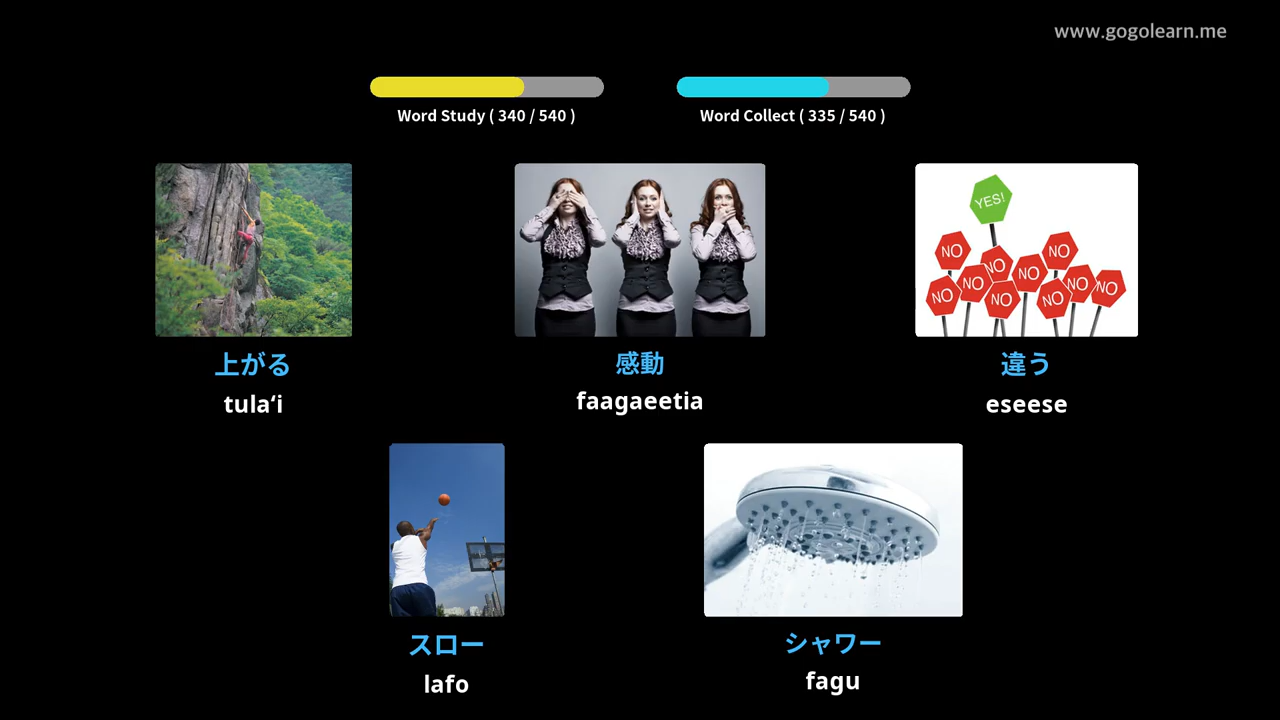 www.gogolearn.me
Word Study ( 340 / 540 )
Word Collect ( 335 / 540 )
YES!
NO
NO
NO
NO
NO
NO
NO
NO
NO
NO
上がる
tula‘i
感動
faagaeetia
違う
eseese
スロー
lafo
シャワー
fagu